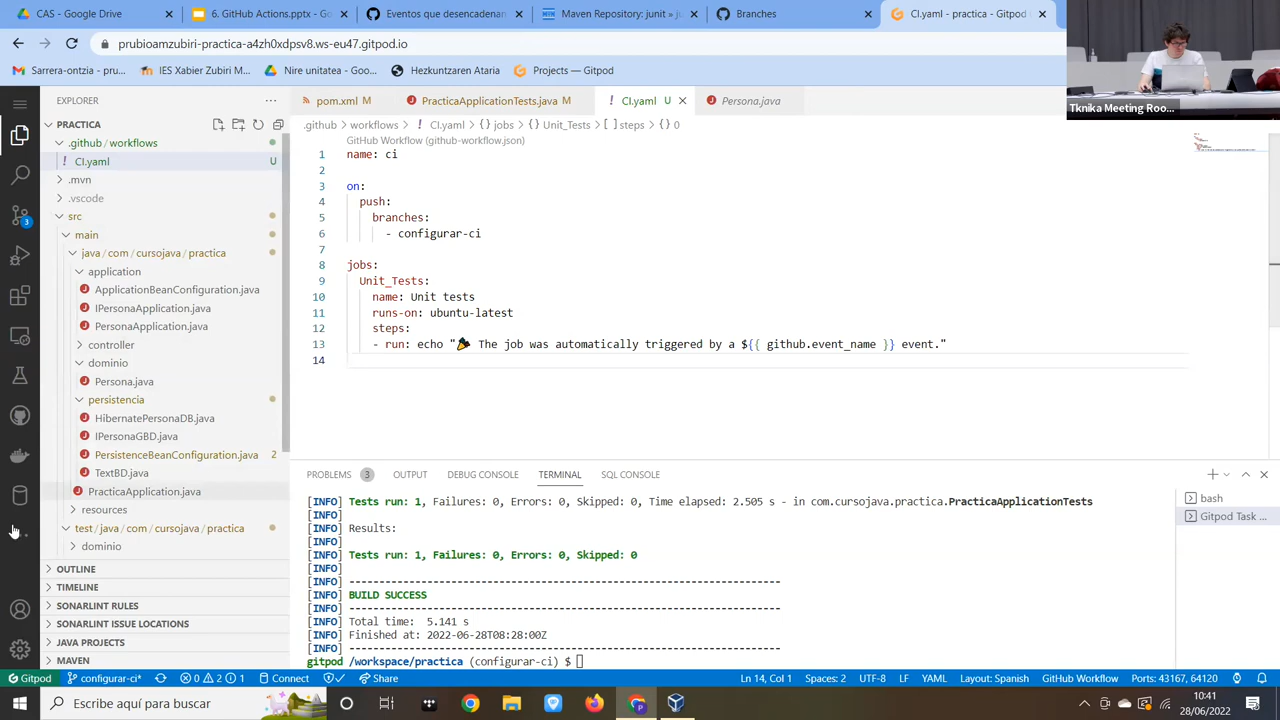 CAS - GitHub Actions
desencadenar
Maven Repository: junit » ju
Branches
CI.yaml - practica - Gitpod C
prubioamzubiri-practica-a4zh0xdpsv8.ws-eu47.gitpod.io
Sarrera-ontzia - pru...
IES Xabier Zubiri M...
Nire unitatea - Goo...
Hezkuntzaren Ataria
Projects — Gitpod
Tknika Meeting Roo...
EXPLORER
pom.xml M
PracticaApplicationTests.java M
CI.yaml U
Persona.java
PRACTICA
.github > workflows > ! CI.yaml > {} jobs > {} Unit_Tests > [ ] steps > {} 0
.github / workflows
GitHub Workflow (github-workflow.json)
CI.yaml U
.mvn
.vscode
src
main
java / com / cursojava / practica
application
ApplicationBeanConfiguration.java
IPersonaApplication.java
PersonaApplication.java
controller
dominio
Persona.java
persistencia
HibernatePersonaDB.java
IPersonaGBD.java
PersistenceBeanConfiguration.java 2
PracticaApplication.java
resources
test / java / com / cursojava / practica
dominio
OUTLINE
TIMELINE
SONARLINT RULES
SONARLINT ISSUE LOCATIONS
JAVA PROJECTS
MAVEN
3
1 name: ci
2
3 on:
4 push:
5 branches:
6 - configurar-ci
7
8 jobs:
9 Unit_Tests:
10 name: Unit tests
11 runs-on: ubuntu-latest
12 steps:
13 - run: echo "🎉 The job was automatically triggered by a ${{ github.event_name }} event."
14
PROBLEMS 3 OUTPUT DEBUG CONSOLE TERMINAL SQL CONSOLE
[INFO] Tests run: 1, Failures: 0, Errors: 0, Skipped: 0, Time elapsed: 2.505 s - in com.cursojava.practica.PracticaApplicationTests
[INFO]
[INFO] Results:
[INFO]
[INFO] Tests run: 1, Failures: 0, Errors: 0, Skipped: 0
[INFO]
[INFO] ------------------------------------------------------------------------
[INFO] BUILD SUCCESS
[INFO] ------------------------------------------------------------------------
[INFO] Total time: 5.141 s
[INFO] Finished at: 2022-06-28T08:28:00Z
[INFO] ------------------------------------------------------------------------
gitpod /workspace/practica (configurar-ci) $
bash
Gitpod Task ...
Gitpod configurar-ci* 0 2 1 Connect Share Ln 14, Col 1 Spaces: 2 UTF-8 LF YAML Layout: Spanish GitHub Workflow Ports: 43167, 64120
Escribe aquí para buscar
10:41
28/06/2022